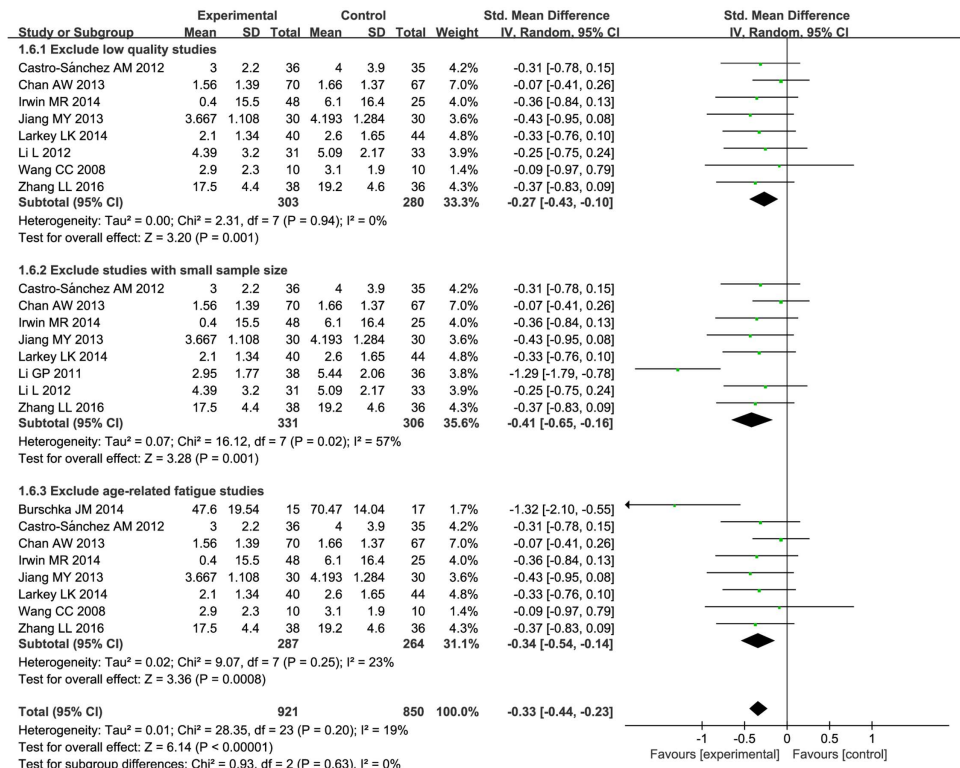 Experimental Control Std. Mean Difference Std. Mean Difference
Study or Subgroup Mean SD Total Mean SD Total Weight IV, Random, 95% CI IV, Random, 95% CI
1.6.1 Exclude low quality studies
Castro-Sánchez AM 2012 3 2.2 36 4 3.9 35 4.2% -0.31 [-0.78, 0.15]
Chan AW 2013 1.56 1.39 70 1.66 1.37 67 7.0% -0.07 [-0.41, 0.26]
Irwin MR 2014 0.4 15.5 48 6.1 16.4 25 4.0% -0.36 [-0.84, 0.13]
Jiang MY 2013 3.667 1.108 30 4.193 1.284 30 3.6% -0.43 [-0.95, 0.08]
Larkey LK 2014 2.1 1.34 40 2.6 1.65 44 4.8% -0.33 [-0.76, 0.10]
Li L 2012 4.39 3.2 31 5.09 2.17 33 3.9% -0.25 [-0.75, 0.24]
Wang CC 2008 2.9 2.3 10 3.1 1.9 10 1.4% -0.09 [-0.97, 0.79]
Zhang LL 2016 17.5 4.4 38 19.2 4.6 36 4.3% -0.37 [-0.83, 0.09]
Subtotal (95% CI) 303 280 33.3% -0.27 [-0.43, -0.10]
Heterogeneity: Tau² = 0.00; Chi² = 2.31, df = 7 (P = 0.94); I² = 0%
Test for overall effect: Z = 3.20 (P = 0.001)
1.6.2 Exclude studies with small sample size
Castro-Sánchez AM 2012 3 2.2 36 4 3.9 35 4.2% -0.31 [-0.78, 0.15]
Chan AW 2013 1.56 1.39 70 1.66 1.37 67 7.0% -0.07 [-0.41, 0.26]
Irwin MR 2014 0.4 15.5 48 6.1 16.4 25 4.0% -0.36 [-0.84, 0.13]
Jiang MY 2013 3.667 1.108 30 4.193 1.284 30 3.6% -0.43 [-0.95, 0.08]
Larkey LK 2014 2.1 1.34 40 2.6 1.65 44 4.8% -0.33 [-0.76, 0.10]
Li GP 2011 2.95 1.77 38 5.44 2.06 36 3.8% -1.29 [-1.79, -0.78]
Li L 2012 4.39 3.2 31 5.09 2.17 33 3.9% -0.25 [-0.75, 0.24]
Zhang LL 2016 17.5 4.4 38 19.2 4.6 36 4.3% -0.37 [-0.83, 0.09]
Subtotal (95% CI) 331 306 35.6% -0.41 [-0.65, -0.16]
Heterogeneity: Tau² = 0.07; Chi² = 16.12, df = 7 (P = 0.02); I² = 57%
Test for overall effect: Z = 3.28 (P = 0.001)
1.6.3 Exclude age-related fatigue studies
Burschka JM 2014 47.6 19.54 15 70.47 14.04 17 1.7% -1.32 [-2.10, -0.55]
Castro-Sánchez AM 2012 3 2.2 36 4 3.9 35 4.2% -0.31 [-0.78, 0.15]
Chan AW 2013 1.56 1.39 70 1.66 1.37 67 7.0% -0.07 [-0.41, 0.26]
Irwin MR 2014 0.4 15.5 48 6.1 16.4 25 4.0% -0.36 [-0.84, 0.13]
Jiang MY 2013 3.667 1.108 30 4.193 1.284 30 3.6% -0.43 [-0.95, 0.08]
Larkey LK 2014 2.1 1.34 40 2.6 1.65 44 4.8% -0.33 [-0.76, 0.10]
Wang CC 2008 2.9 2.3 10 3.1 1.9 10 1.4% -0.09 [-0.97, 0.79]
Zhang LL 2016 17.5 4.4 38 19.2 4.6 36 4.3% -0.37 [-0.83, 0.09]
Subtotal (95% CI) 287 264 31.1% -0.34 [-0.54, -0.14]
Heterogeneity: Tau² = 0.02; Chi² = 9.07, df = 7 (P = 0.25); I² = 23%
Test for overall effect: Z = 3.36 (P = 0.0008)
Total (95% CI) 921 850 100.0% -0.33 [-0.44, -0.23]
Heterogeneity: Tau² = 0.01; Chi² = 28.35, df = 23 (P = 0.20); I² = 19%
Test for overall effect: Z = 6.14 (P < 0.00001)
Test for subgroup differences: Chi² = 0.93, df = 2 (P = 0.63), I² = 0%
-1 -0.5 0 0.5 1
Favours [experimental] Favours [control]